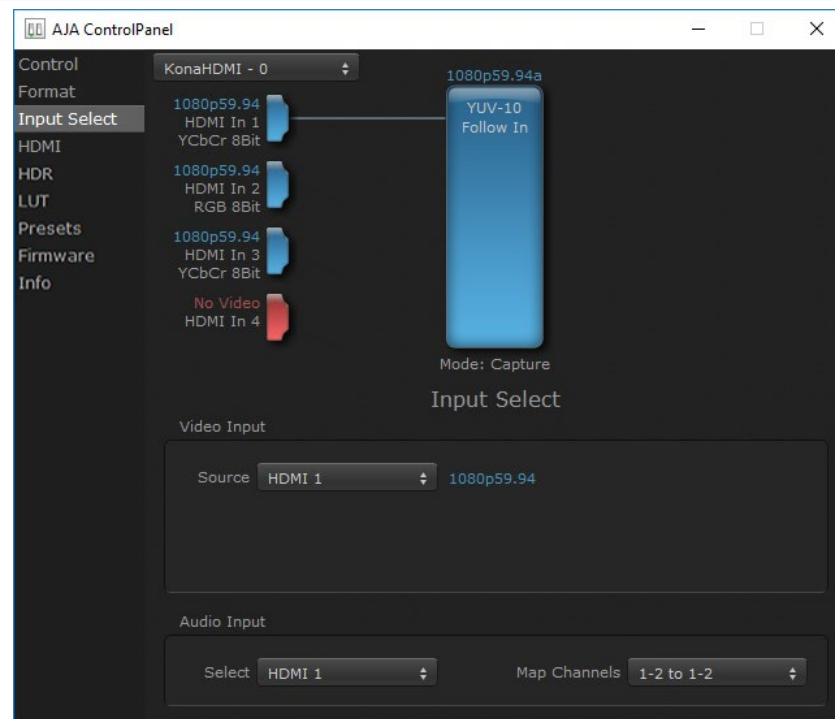 AJA ControlPanel
Control
Format
Input Select
HDMI
HDR
LUT
Presets
Firmware
Info
KonaHDMI - 0
1080p59.94
HDMI In 1
YCbCr 8Bit
1080p59.94
HDMI In 2
RGB 8Bit
1080p59.94
HDMI In 3
YCbCr 8Bit
No Video
HDMI In 4
1080p59.94a
YUV-10
Follow In
Mode: Capture
Input Select
Video Input
Source HDMI 1 1080p59.94
Audio Input
Select HDMI 1 Map Channels 1-2 to 1-2